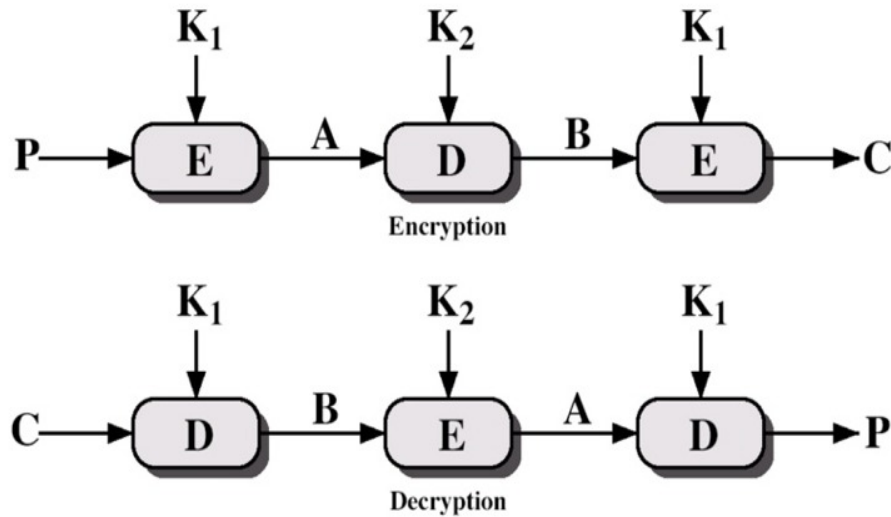 K₁ K₂ K₁
P E A D B E C
Encryption
K₁ K₂ K₁
C D B E A D P
Decryption